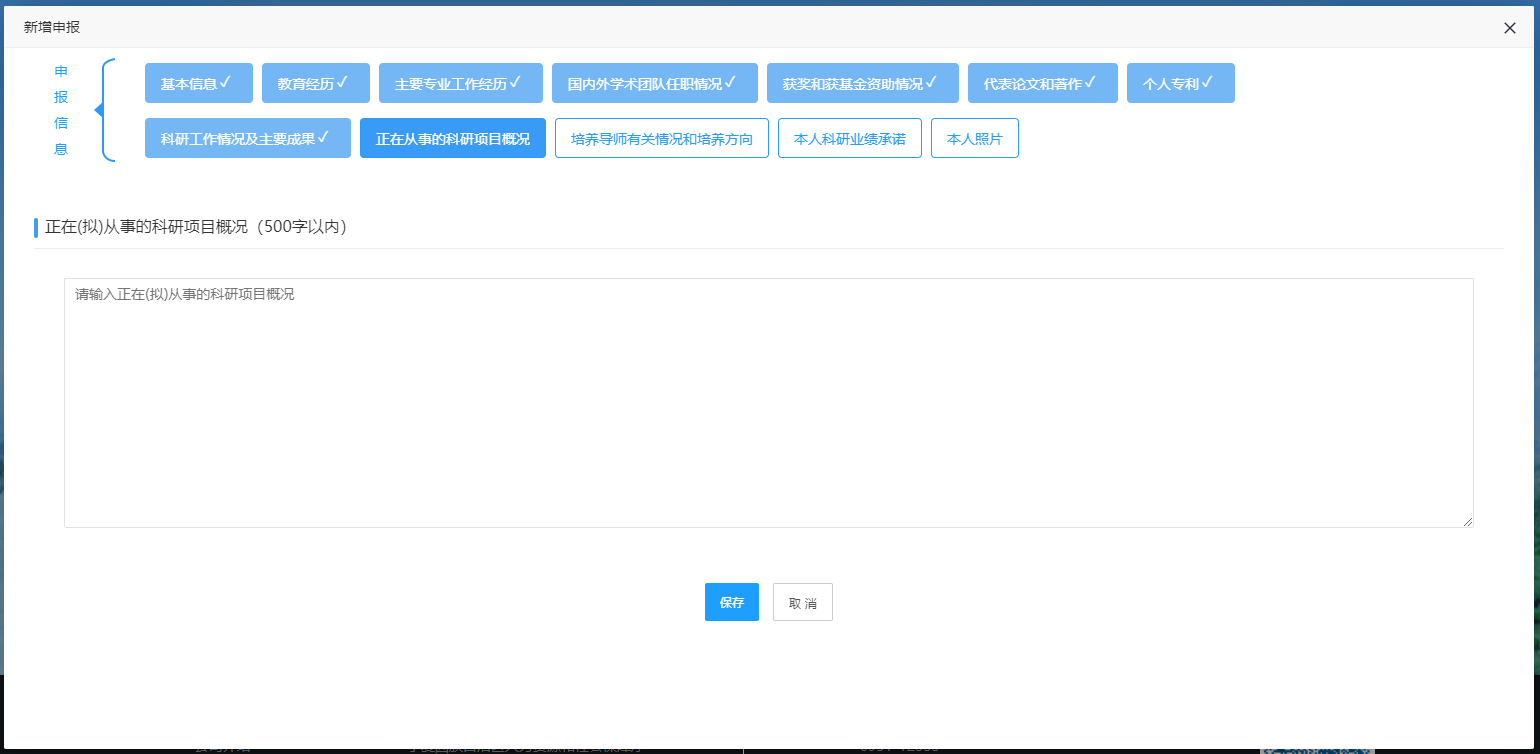 新增申报
申报信息
基本信息✓ 教育经历✓ 主要专业工作经历✓ 国内外学术团队任职情况✓ 获奖和获基金资助情况✓ 代表论文和著作✓ 个人专利✓
科研工作情况及主要成果✓ 正在从事的科研项目概况 培养导师有关情况和培养方向 本人科研业绩承诺 本人照片
正在(拟)从事的科研项目概况（500字以内）
请输入正在(拟)从事的科研项目概况
保存 取 消